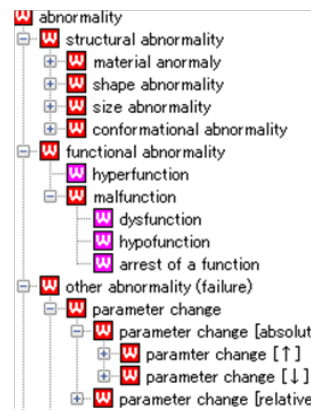 abnormality
structural abnormality
material anormaly
shape abnormality
size abnormality
conformational abnormality
functional abnormality
hyperfunction
malfunction
dysfunction
hypofunction
arrest of a function
other abnormality (failure)
parameter change
parameter change [absolut
paramter change [↑]
parameter change [↓]
parameter change [relative